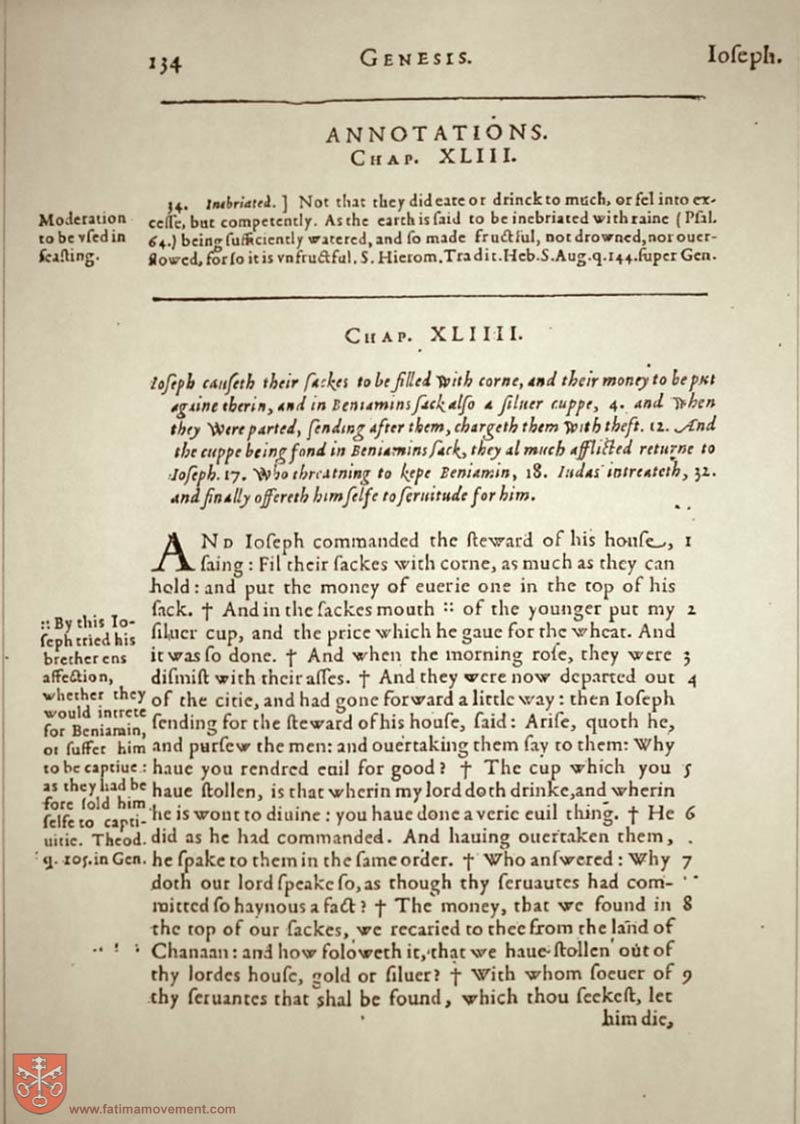 134 GENESIS. Ioſeph.
ANNOTATIONS.
CHAP. XLIII.
34. Inebriated. ] Not that they did eate or drinck to much, or fel into ex-
ceſſe, but competently. As the earth is ſaid to be inebriated with raine ( Pſal.
64.) being ſufficiently watered, and ſo made fructful, not drowned, nor ouer-
flowed, for ſo it is vnfructful. S. Hierom. Tradit. Heb. S. Aug. q. 144. ſuper Gen.
Moderation
to be vſed in
feaſting.
CHAP. XLIIII.
Ioſeph cauſeth their ſackes to be filled with corne, and their money to be put
againe therin, and in Beniamins ſack alſo a ſiluer cuppe, 4. and when
they were parted, ſending after them, chargeth them with theft. 12. And
the cuppe being fond in Beniamins ſack, they al much afflicted returne to
Ioſeph. 17. Who threatning to kepe Beniamin, 18. Iudas intreateth, 32.
and finally offereth himſelfe to ſeruitude for him.
AND Ioſeph commanded the ſteward of his houſe, 1
ſaing : Fil their ſackes with corne, as much as they can
hold : and put the money of euerie one in the top of his
ſack. † And in the ſackes mouth :: of the younger put my 2
ſiluer cup, and the price which he gaue for the wheat. And
it was ſo done. † And when the morning roſe, they were 3
diſmiſt with their aſſes. † And they were now departed out 4
of the citie, and had gone forward a little way : then Ioſeph
ſending for the ſteward of his houſe, ſaid : Ariſe, quoth he,
and purſew the men: and ouertaking them ſay to them: Why
haue you rendred euil for good? † The cup which you 5
haue ſtollen, is that wherin my lord doth drinke, and wherin
he is wont to diuine : you haue done a verie euil thing. † He 6
did as he had commanded. And hauing ouertaken them,
he ſpake to them in the ſame order. † Who anſwered : Why 7
doth our lord ſpeake ſo, as though thy ſeruautes had com-
mitted ſo haynous a fact ? † The money, that we found in 8
the top of our ſackes, we recaried to thee from the land of
Chanaan : and how foloweth it, that we haue ſtollen out of
thy lordes houſe, gold or ſiluer? † With whom ſoeuer of 9
thy ſeruantes that ſhal be found, which thou ſeekeſt, let
him die,
:: By this Io-
ſeph tried his
brether ens
affection,
whether they
would intrete
for Beniamin,
or ſuffer him
to be captiue :
as they had be
fore ſold him
ſelfe to capti-
uitie. Theod.
q. 105. in Gen.
www.fatimamovement.com